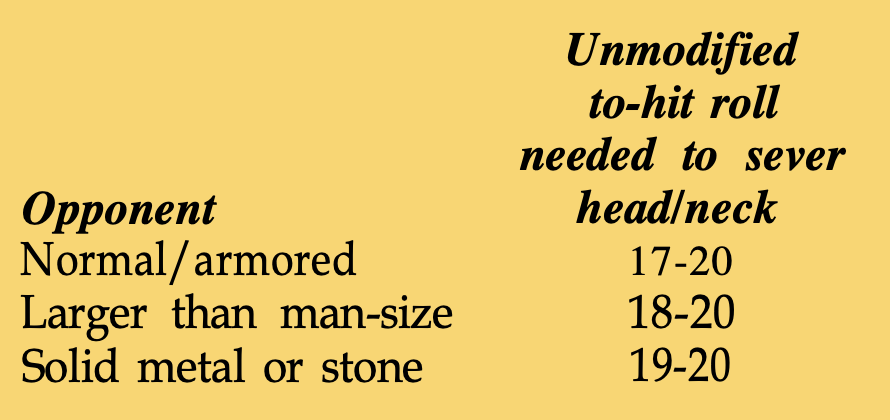 Unmodified
to-hit roll
needed to sever
Opponent head/neck
Normal/armored 17-20
Larger than man-size 18-20
Solid metal or stone 19-20